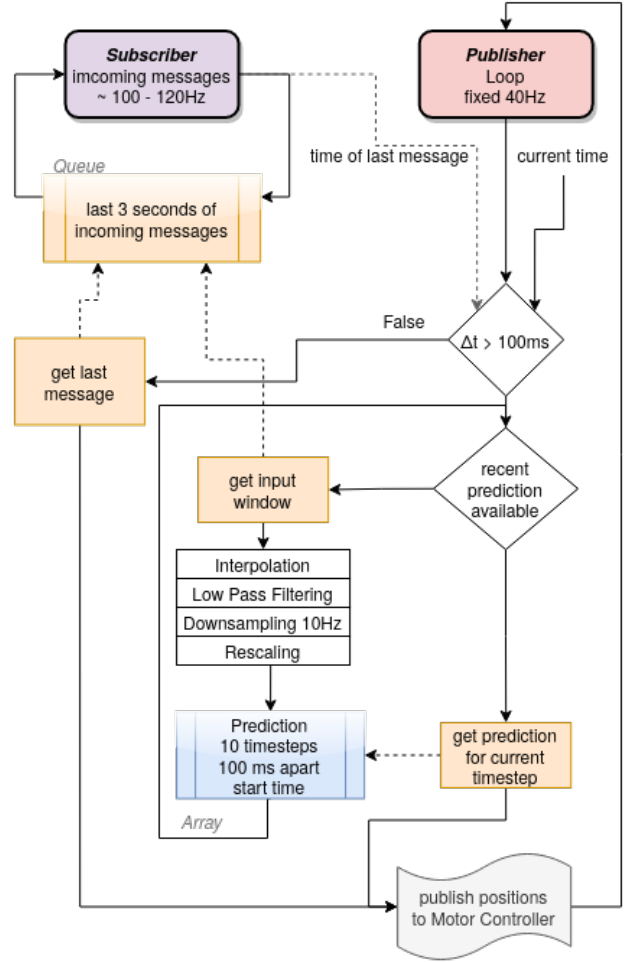 Subscriber
imcoming messages
~ 100 - 120Hz
Publisher
Loop
fixed 40Hz
time of last message
current time
Queue
last 3 seconds of
incoming messages
False
Δt > 100ms
get last
message
recent
prediction
available
get input
window
Interpolation
Low Pass Filtering
Downsampling 10Hz
Rescaling
Prediction
10 timesteps
100 ms apart
start time
get prediction
for current
timestep
Array
publish positions
to Motor Controller